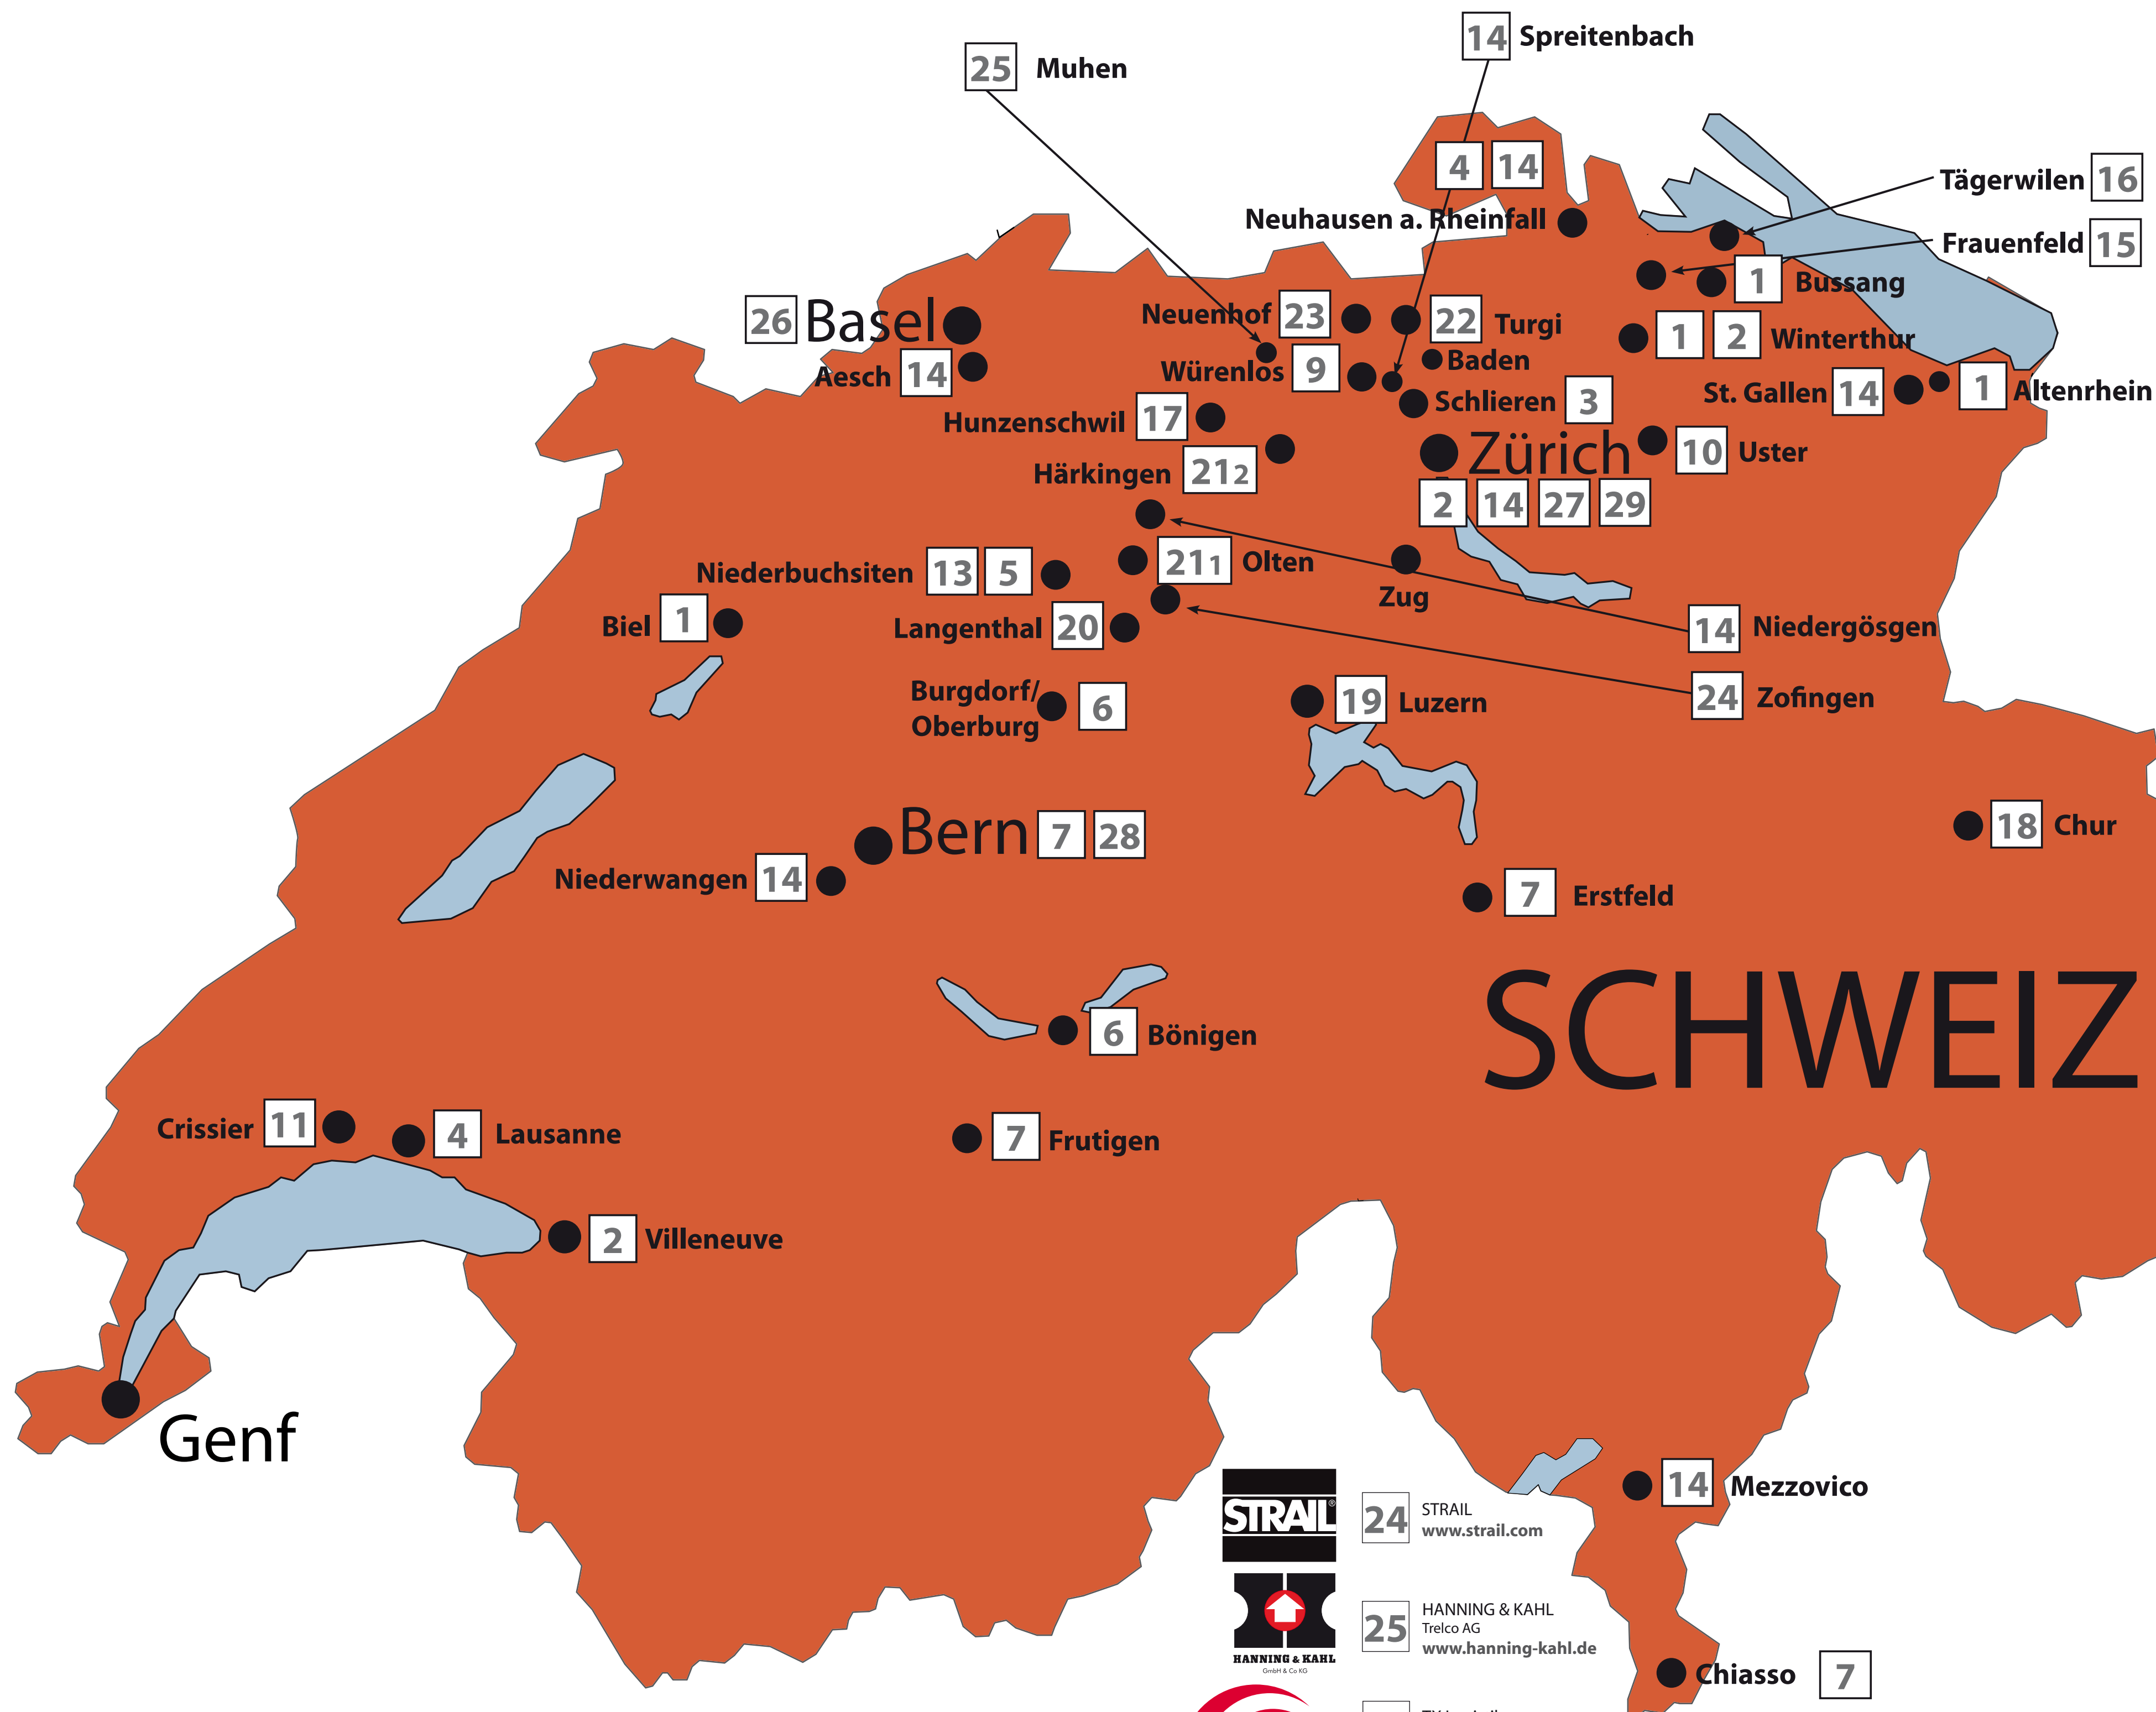 14 Spreitenbach
25 Muhen
4 14
Neuhausen a. Rheinfall
Tägerwilen 16
Frauenfeld 15
1 Bussang
26 Basel
Neuenhof 23
22 Turgi
1 2 Winterthur
Aesch 14
Würenlos 9
Baden
St. Gallen 14
1 Altenrhein
Schlieren 3
Hunzenschwil 17
Zürich
10 Uster
Härkingen 212
2 14 27 29
211 Olten
Niederbuchsiten 13 5
Zug
Biel 1
Langenthal 20
14 Niedergösgen
Burgdorf/
Oberburg
6
19 Luzern
24 Zofingen
Bern 7 28
18 Chur
Niederwangen 14
7 Erstfeld
SCHWEIZ
6 Bönigen
Crissier 11
4 Lausanne
7 Frutigen
2 Villeneuve
Genf
14 Mezzovico
STRAIL®
24 STRAIL
www.strail.com
HANNING & KAHL
GmbH & Co KG
25 HANNING & KAHL
Trelco AG
www.hanning-kahl.de
Chiasso 7